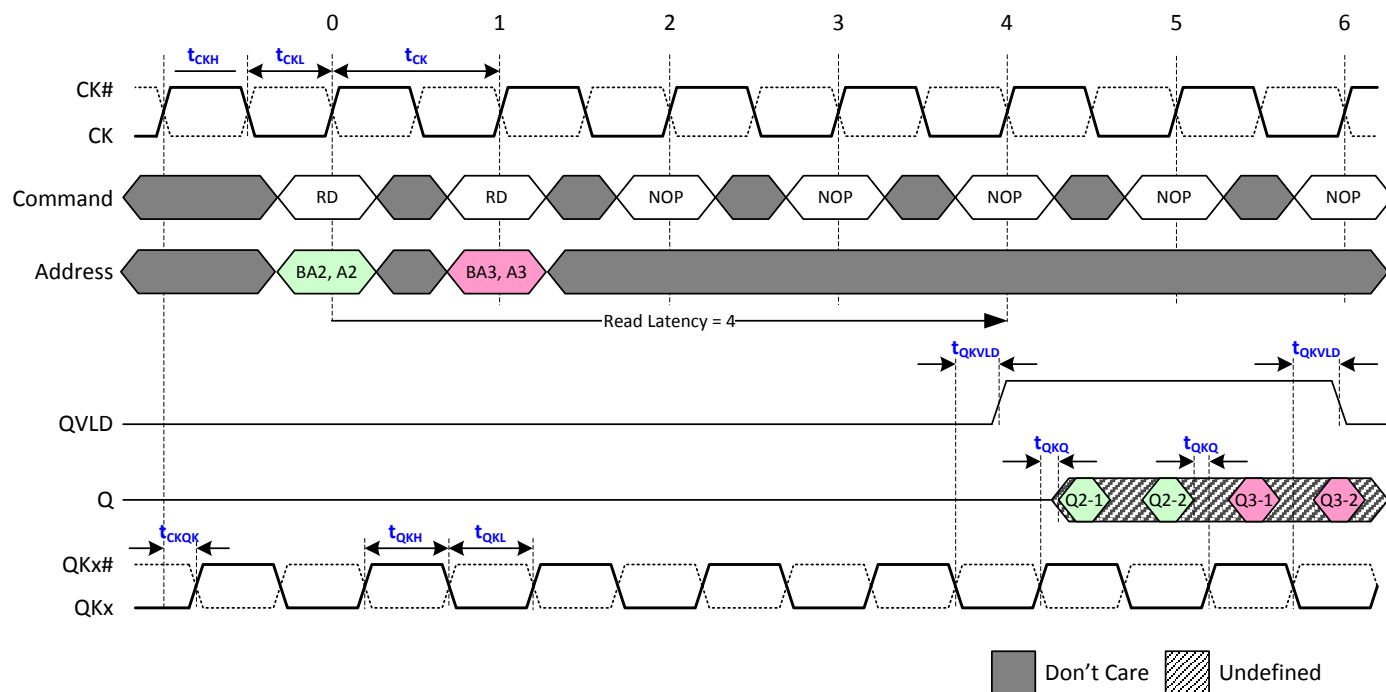 0 1 2 3 4 5 6
tCKH tCKL tCK
CK#
CK
Command RD RD NOP NOP NOP NOP NOP
Address BA2, A2 BA3, A3
Read Latency = 4
tQKVLD tQKVLD
QVLD
tQKQ tQKQ
Q Q2-1 Q2-2 Q3-1 Q3-2
tCKQK tQKH tQKL
QKx#
QKx
Don't Care Undefined